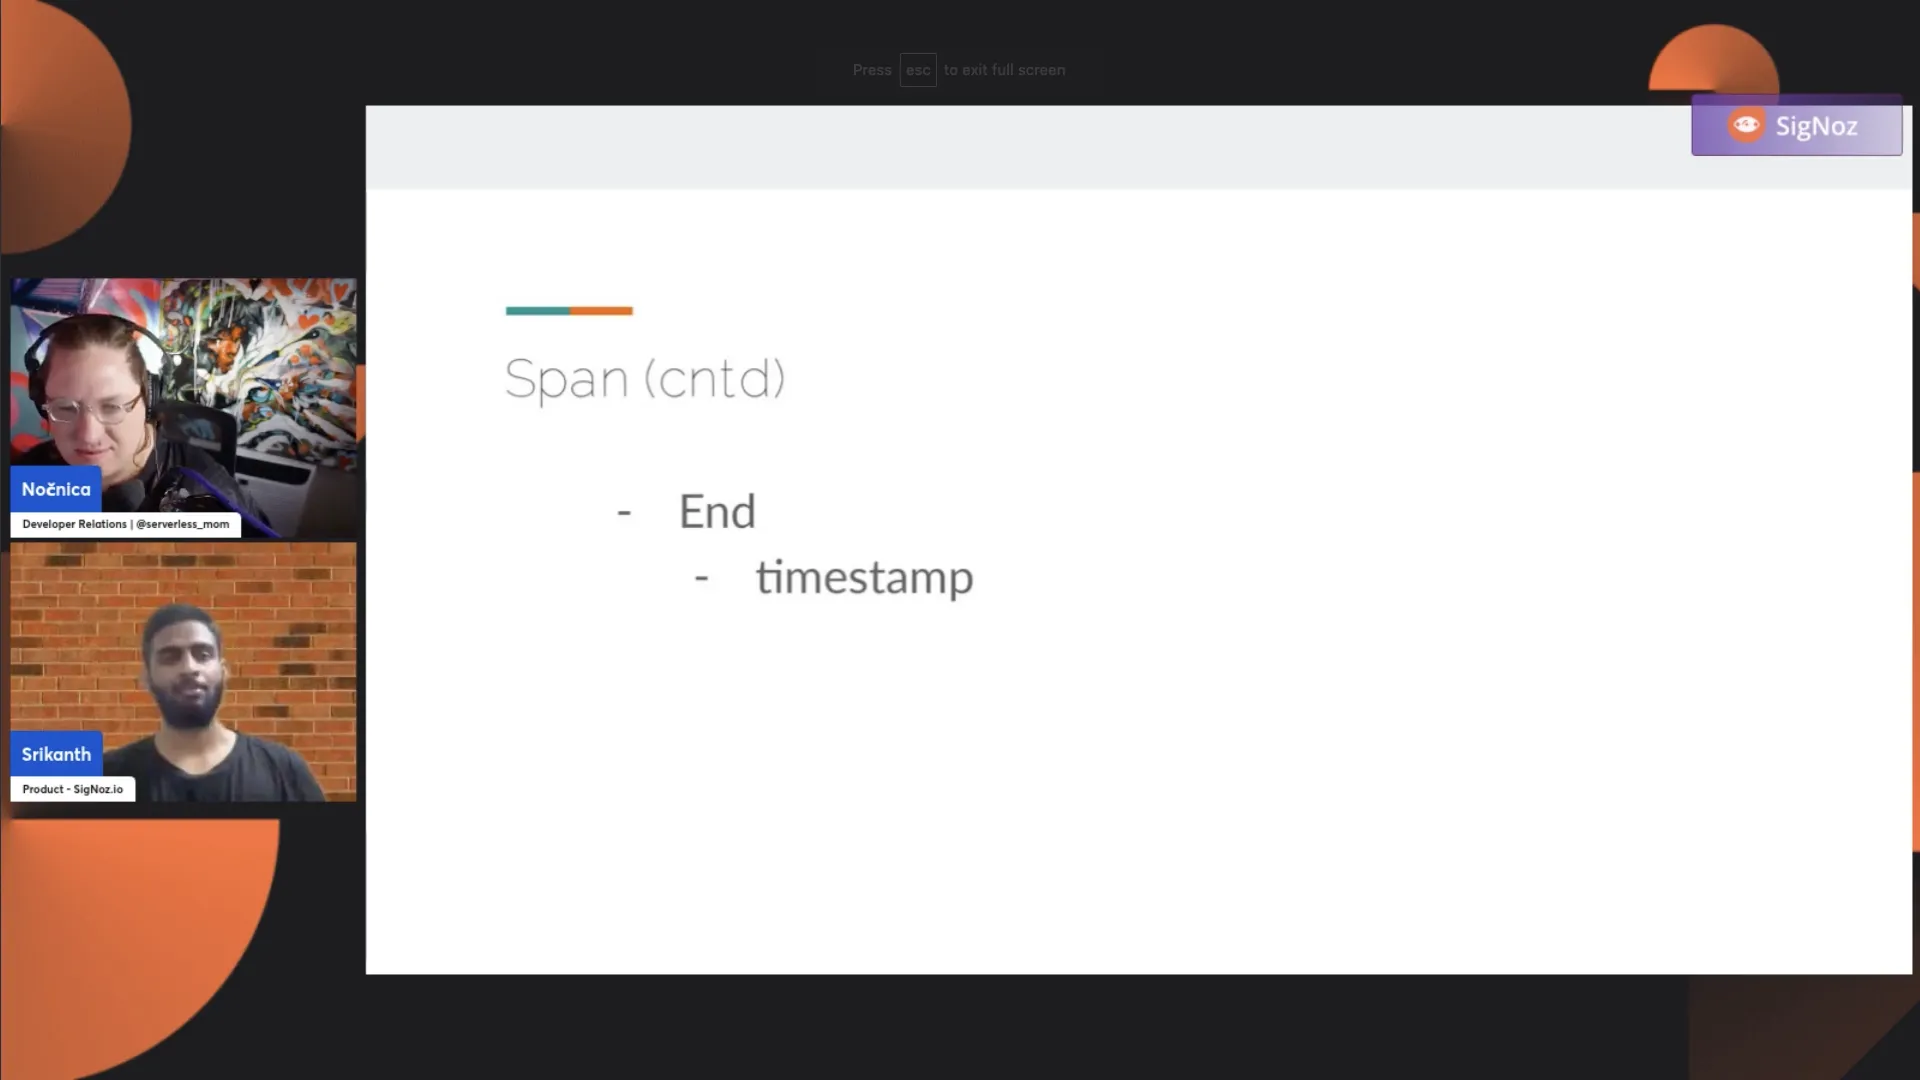 Press esc to exit full screen
SigNoz
Span (cntd)
- End
- timestamp
Nočnica
Developer Relations | @serverless_mom
Srikanth
Product - SigNoz.io